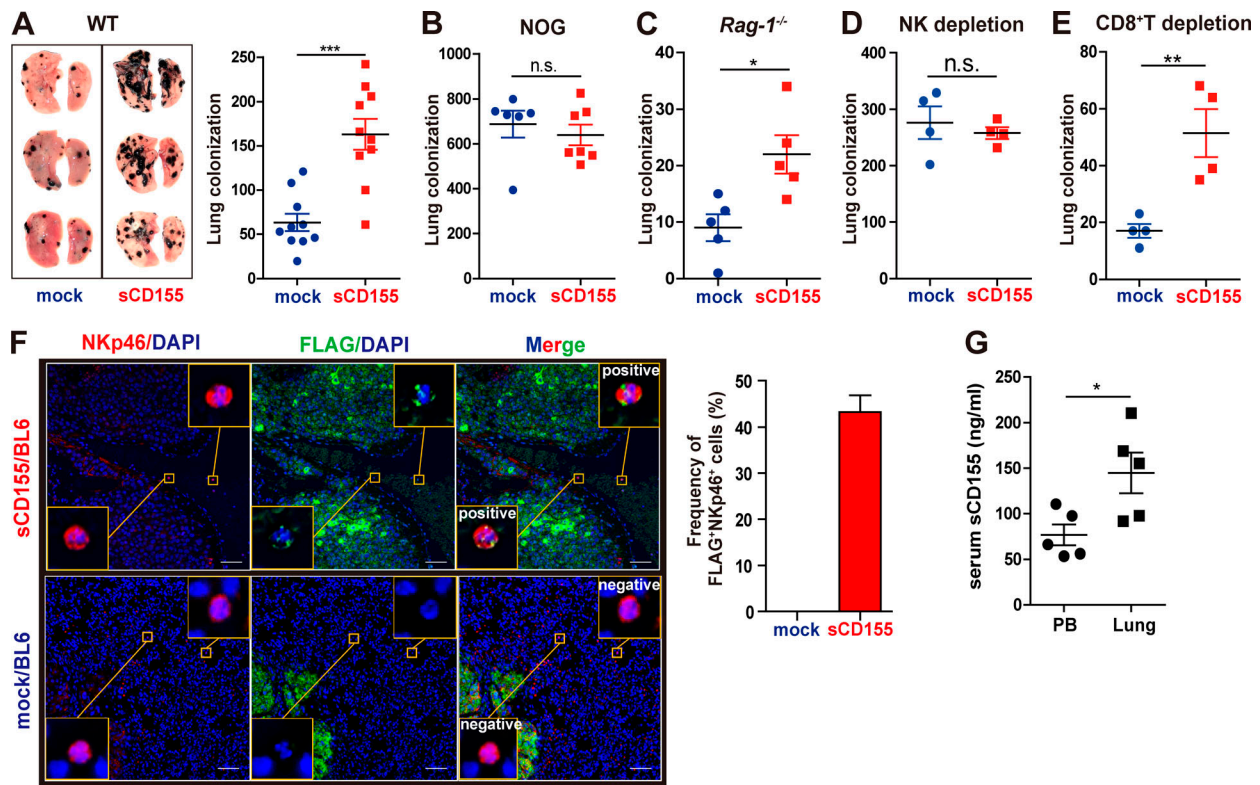 A
WT
mock
sCD155
Lung colonization
250
200
150
100
50
0
***
mock
sCD155
B
NOG
Lung colonization
1000
800
600
400
200
0
n.s.
mock
sCD155
C
Rag-1-/-
Lung colonization
40
30
20
10
0
*
mock
sCD155
D
NK depletion
Lung colonization
400
300
200
100
0
n.s.
mock
sCD155
E
CD8+T depletion
Lung colonization
80
60
40
20
0
**
mock
sCD155
F
NKp46/DAPI
FLAG/DAPI
Merge
sCD155/BL6
positive
positive
mock/BL6
negative
negative
Frequency of
FLAG+NKp46+ cells (%)
50
40
30
20
10
0
mock
sCD155
G
serum sCD155 (ng/ml)
250
200
150
100
50
0
*
PB
Lung